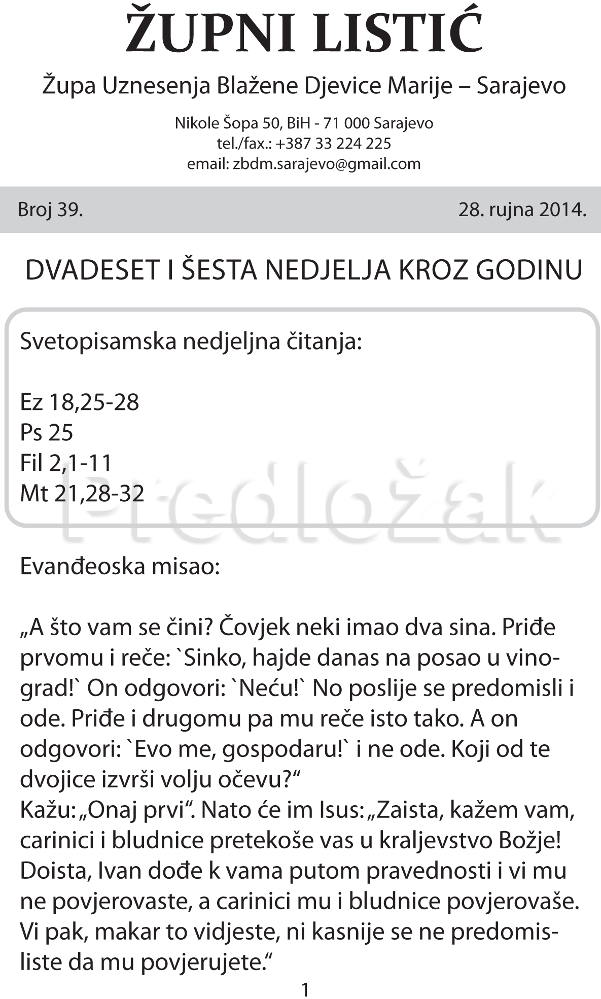 ŽUPNI LISTIĆ
Župa Uznesenja Blažene Djevice Marije – Sarajevo
Nikole Šopa 50, BiH - 71 000 Sarajevo
tel./fax.: +387 33 224 225
email: zbdm.sarajevo@gmail.com
Broj 39. 28. rujna 2014.
DVADESET I ŠESTA NEDJELJA KROZ GODINU
Svetopisamska nedjeljna čitanja:
Ez 18,25-28
Ps 25
Fil 2,1-11
Mt 21,28-32
Predložak
Evanđeoska misao:
„A što vam se čini? Čovjek neki imao dva sina. Priđe
prvomu i reče: `Sinko, hajde danas na posao u vino-
grad!` On odgovori: `Neću!` No poslije se predomisli i
ode. Priđe i drugomu pa mu reče isto tako. A on
odgovori: `Evo me, gospodaru!` i ne ode. Koji od te
dvojice izvrši volju očevu?“
Kažu: „Onaj prvi“. Nato će im Isus: „Zaista, kažem vam,
carinici i bludnice pretekoše vas u kraljevstvo Božje!
Doista, Ivan dođe k vama putom pravednosti i vi mu
ne povjerovaste, a carinici mu i bludnice povjerovaše.
Vi pak, makar to vidjeste, ni kasnije se ne predomis-
liste da mu povjerujete.“
1